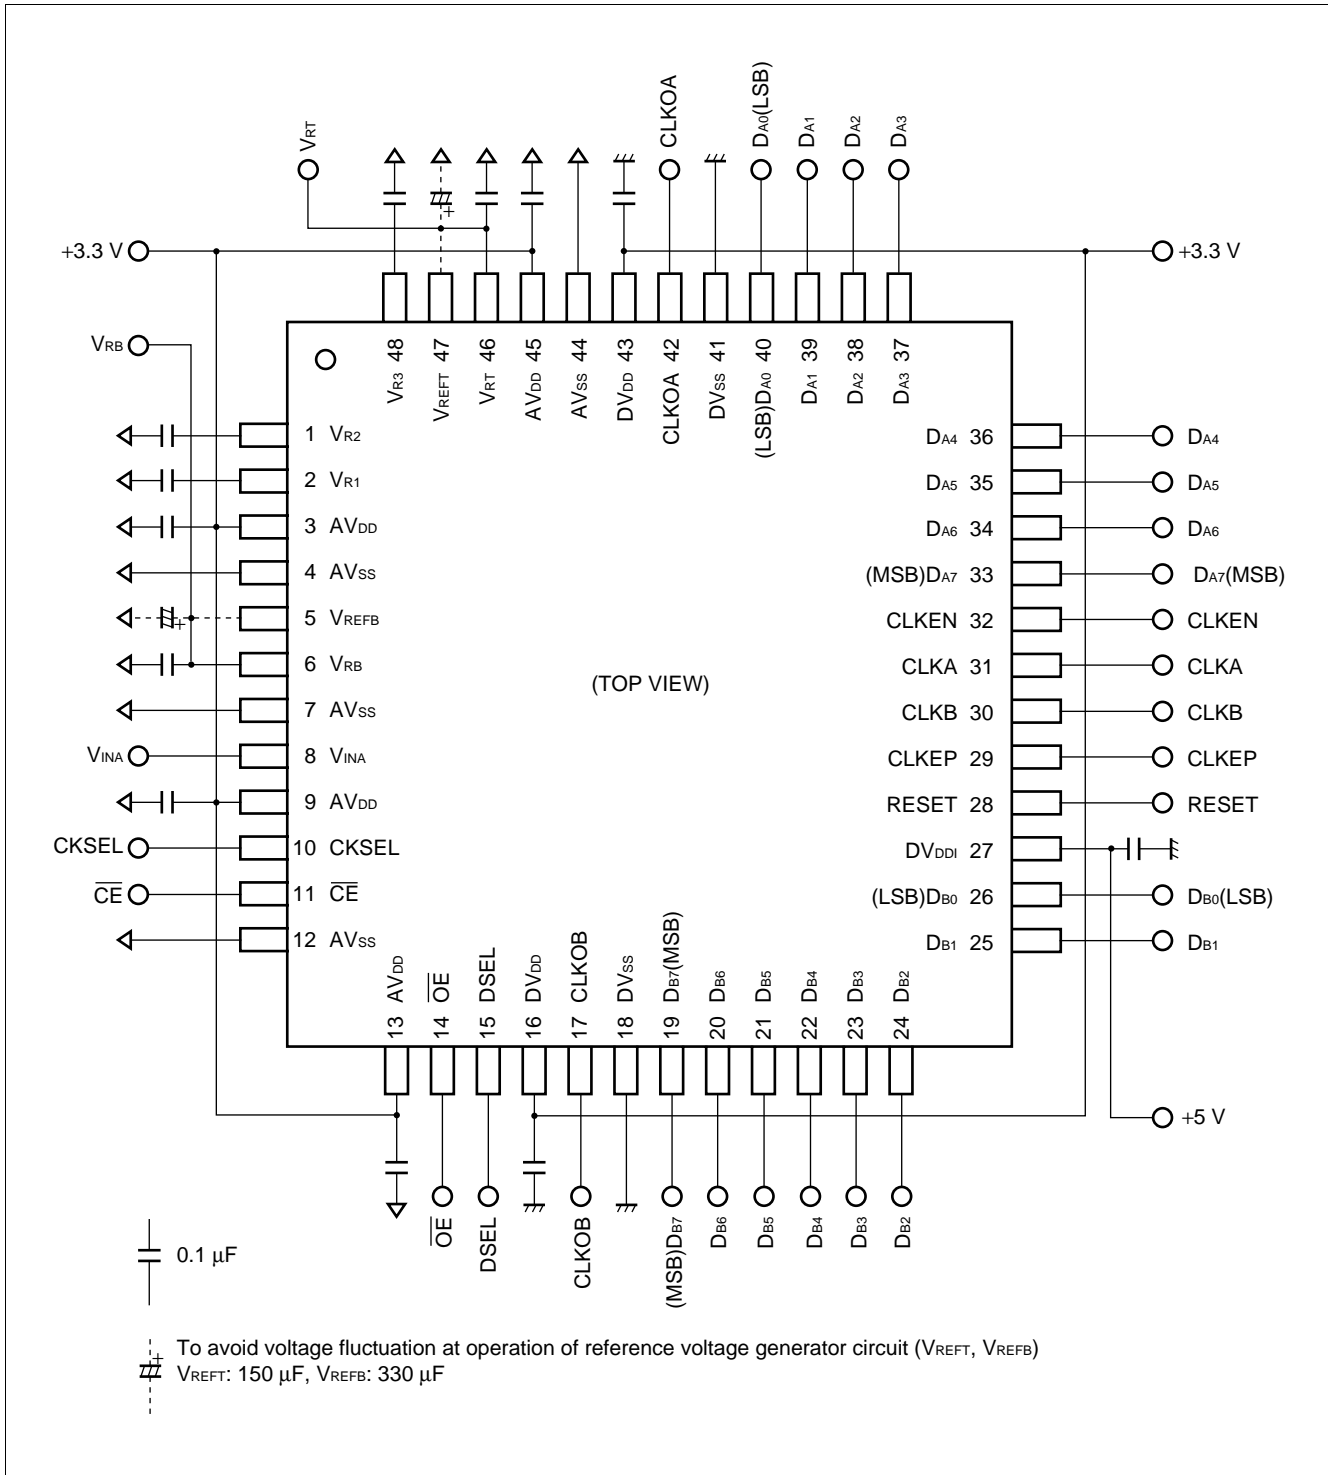 VRT
CLKOA
DA0(LSB)
DA1
DA2
DA3
+
+3.3 V
+3.3 V
VRB
VR3 48
VREFT 47
VRT 46
AVDD 45
AVSS 44
DVDD 43
CLKOA 42
DVSS 41
(LSB)DA0 40
DA1 39
DA2 38
DA3 37
1 VR2
2 VR1
3 AVDD
4 AVSS
+
5 VREFB
6 VRB
7 AVSS
VINA
8 VINA
9 AVDD
CKSEL
10 CKSEL
CE
11 CE
12 AVSS
(TOP VIEW)
DA4 36
DA4
DA5 35
DA5
DA6 34
DA6
(MSB)DA7 33
DA7(MSB)
CLKEN 32
CLKEN
CLKA 31
CLKA
CLKB 30
CLKB
CLKEP 29
CLKEP
RESET 28
RESET
DVDDI 27
(LSB)DB0 26
DB0(LSB)
DB1 25
DB1
13 AVDD
14 OE
15 DSEL
16 DVDD
17 CLKOB
18 DVSS
19 DB7(MSB)
20 DB6
21 DB5
22 DB4
23 DB3
24 DB2
+5 V
OE
DSEL
CLKOB
(MSB)DB7
DB6
DB5
DB4
DB3
DB2
0.1 μF
+
To avoid voltage fluctuation at operation of reference voltage generator circuit (VREFT, VREFB)
VREFT: 150 μF, VREFB: 330 μF